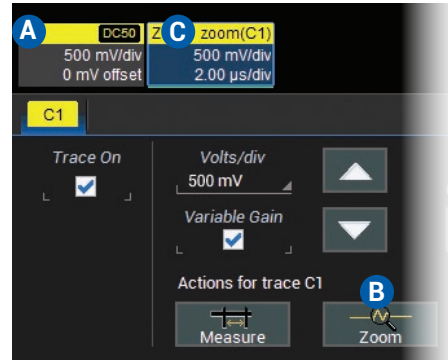 A
DC50
500 mV/div
0 mV offset
Z
C
zoom(C1)
500 mV/div
2.00 µs/div
C1
Trace On
Volts/div
500 mV
Variable Gain
Actions for trace C1
B
Measure
Zoom